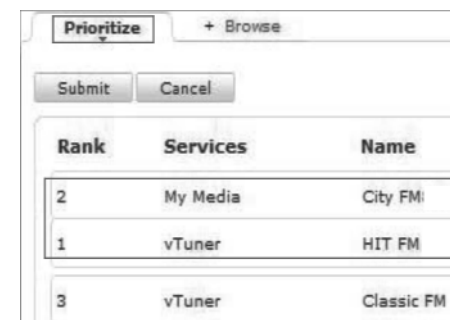 Prioritize + Browse
Submit Cancel
Rank Services Name
2 My Media City FM
1 vTuner HIT FM
3 vTuner Classic FM